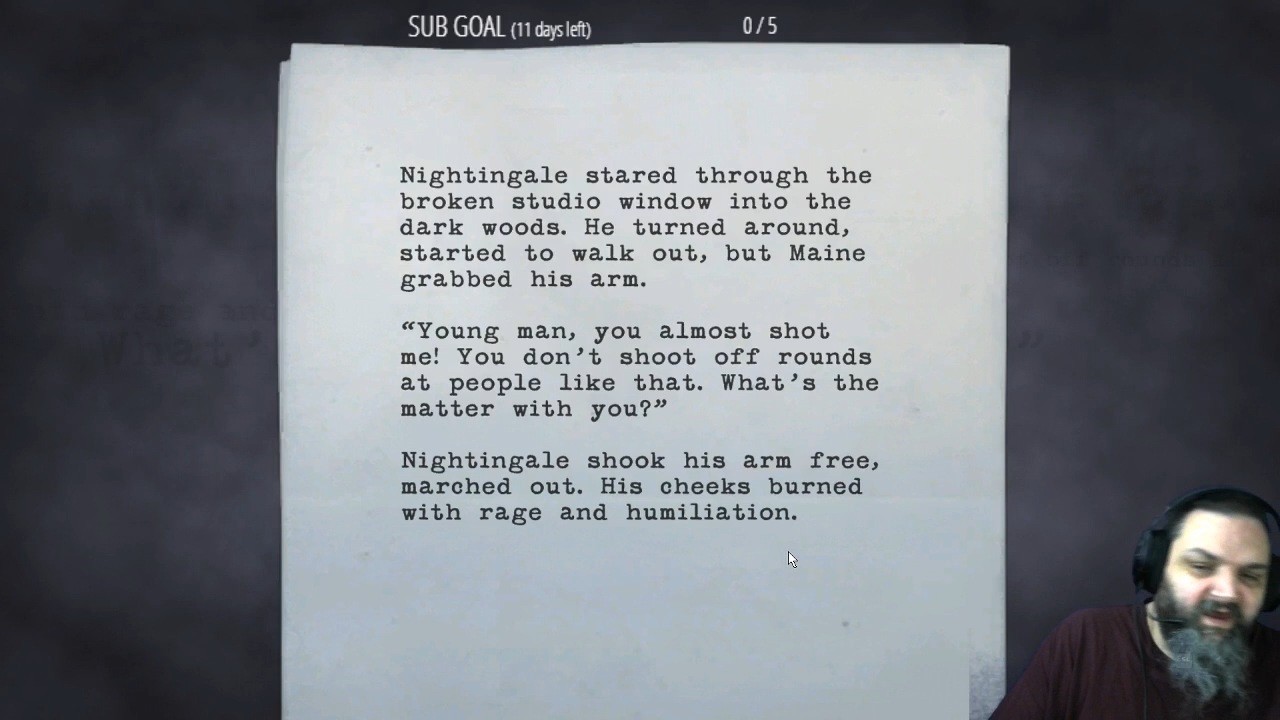 SUB GOAL (11 days left) 0 / 5
Nightingale stared through the
broken studio window into the
dark woods. He turned around,
started to walk out, but Maine
grabbed his arm.
“Young man, you almost shot
me! You don’t shoot off rounds
at people like that. What’s the
matter with you?”
Nightingale shook his arm free,
marched out. His cheeks burned
with rage and humiliation.